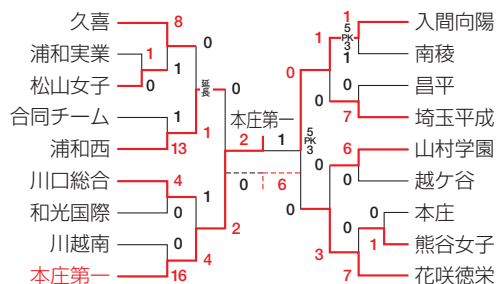 久喜
8
浦和実業
1
松山女子
0
1
0
延長
合同チーム
1
浦和西
13
1
0
川口総合
4
和光国際
0
1
川越南
0
本庄第一
16
4
2
本庄第一
2
1
0
6
入間向陽
1
5
PK
3
南稜
1
1
昌平
0
埼玉平成
7
0
0
5
PK
3
山村学園
6
越ケ谷
0
0
本庄
0
熊谷女子
1
0
花咲徳栄
7
3